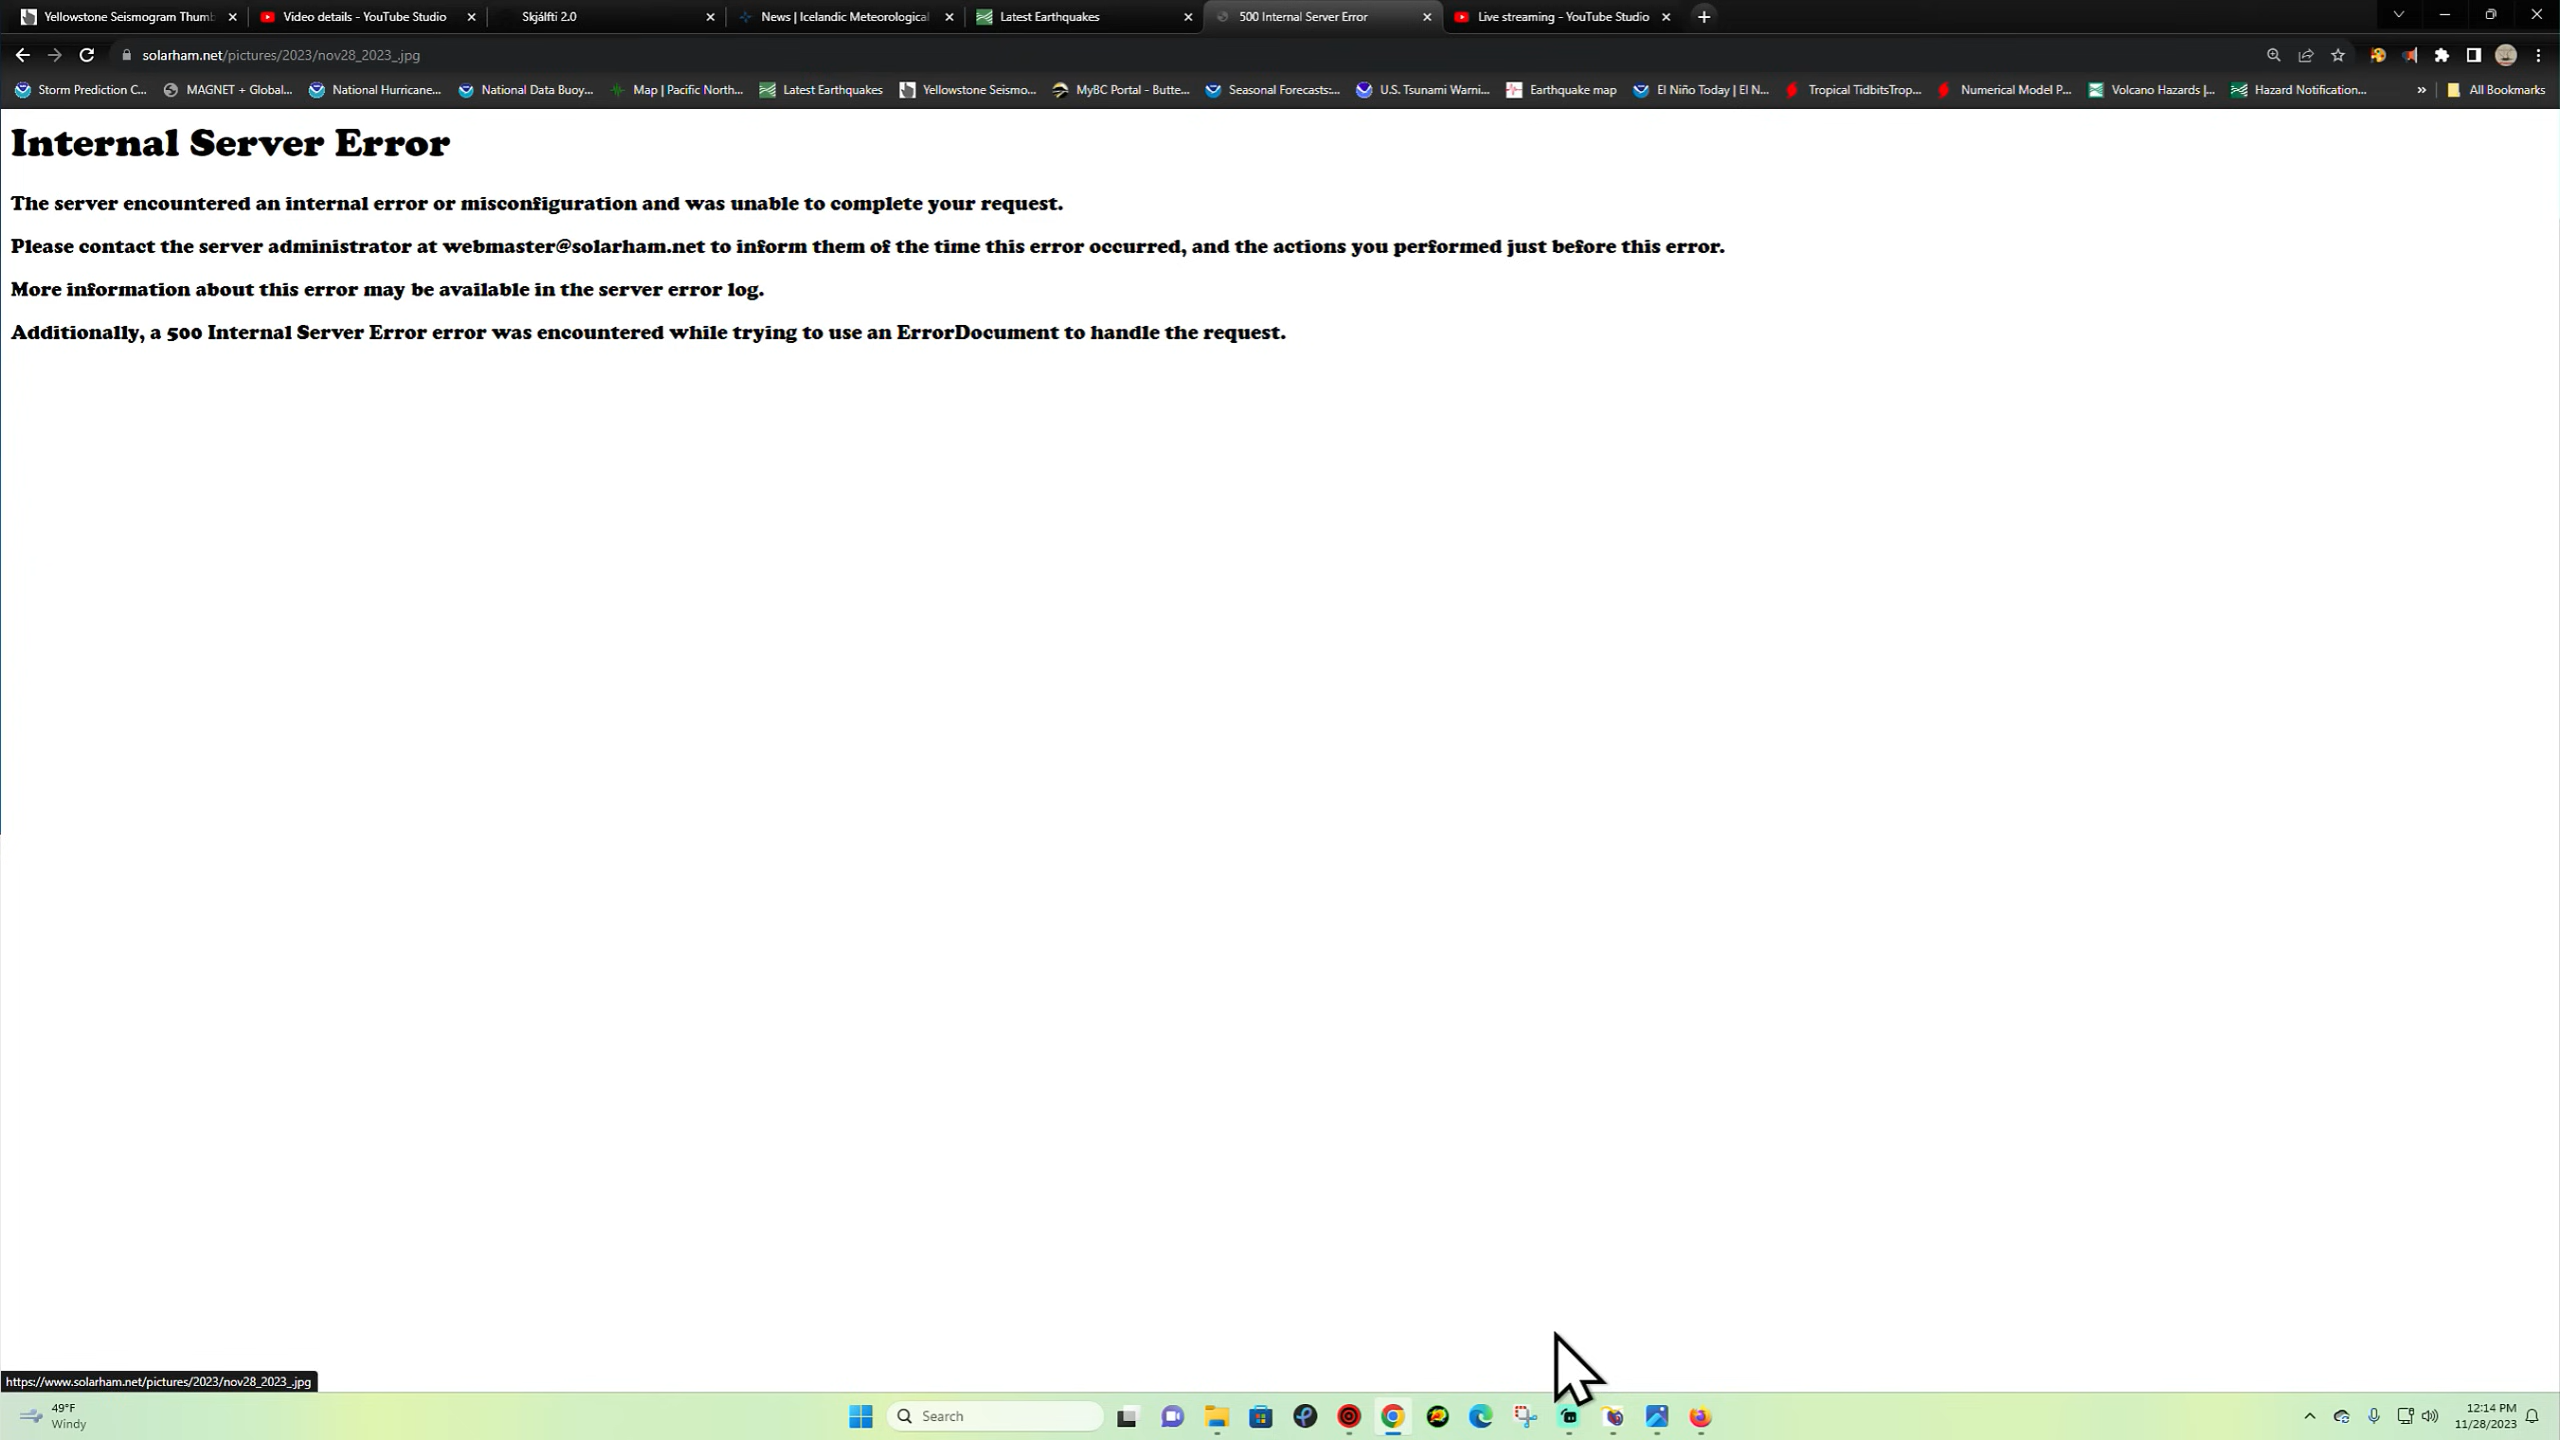 Yellowstone Seismogram Thumb
Video details - YouTube Studio
Skjálfti 2.0
News | Icelandic Meteorological
Latest Earthquakes
500 Internal Server Error
Live streaming - YouTube Studio
solarham.net/pictures/2023/nov28_2023_.jpg
Storm Prediction C...
MAGNET + Global...
National Hurricane...
National Data Buoy...
Map | Pacific North...
Latest Earthquakes
Yellowstone Seismo...
MyBC Portal - Butte...
Seasonal Forecasts:...
U.S. Tsunami Warni...
Earthquake map
El Niño Today | El N...
Tropical TidbitsTrop...
Numerical Model P...
Volcano Hazards |...
Hazard Notification...
»
All Bookmarks
Internal Server Error
The server encountered an internal error or misconfiguration and was unable to complete your request.
Please contact the server administrator at webmaster@solarham.net to inform them of the time this error occurred, and the actions you performed just before this error.
More information about this error may be available in the server error log.
Additionally, a 500 Internal Server Error error was encountered while trying to use an ErrorDocument to handle the request.
https://www.solarham.net/pictures/2023/nov28_2023_.jpg
49°F
Windy
Search
12:14 PM
11/28/2023